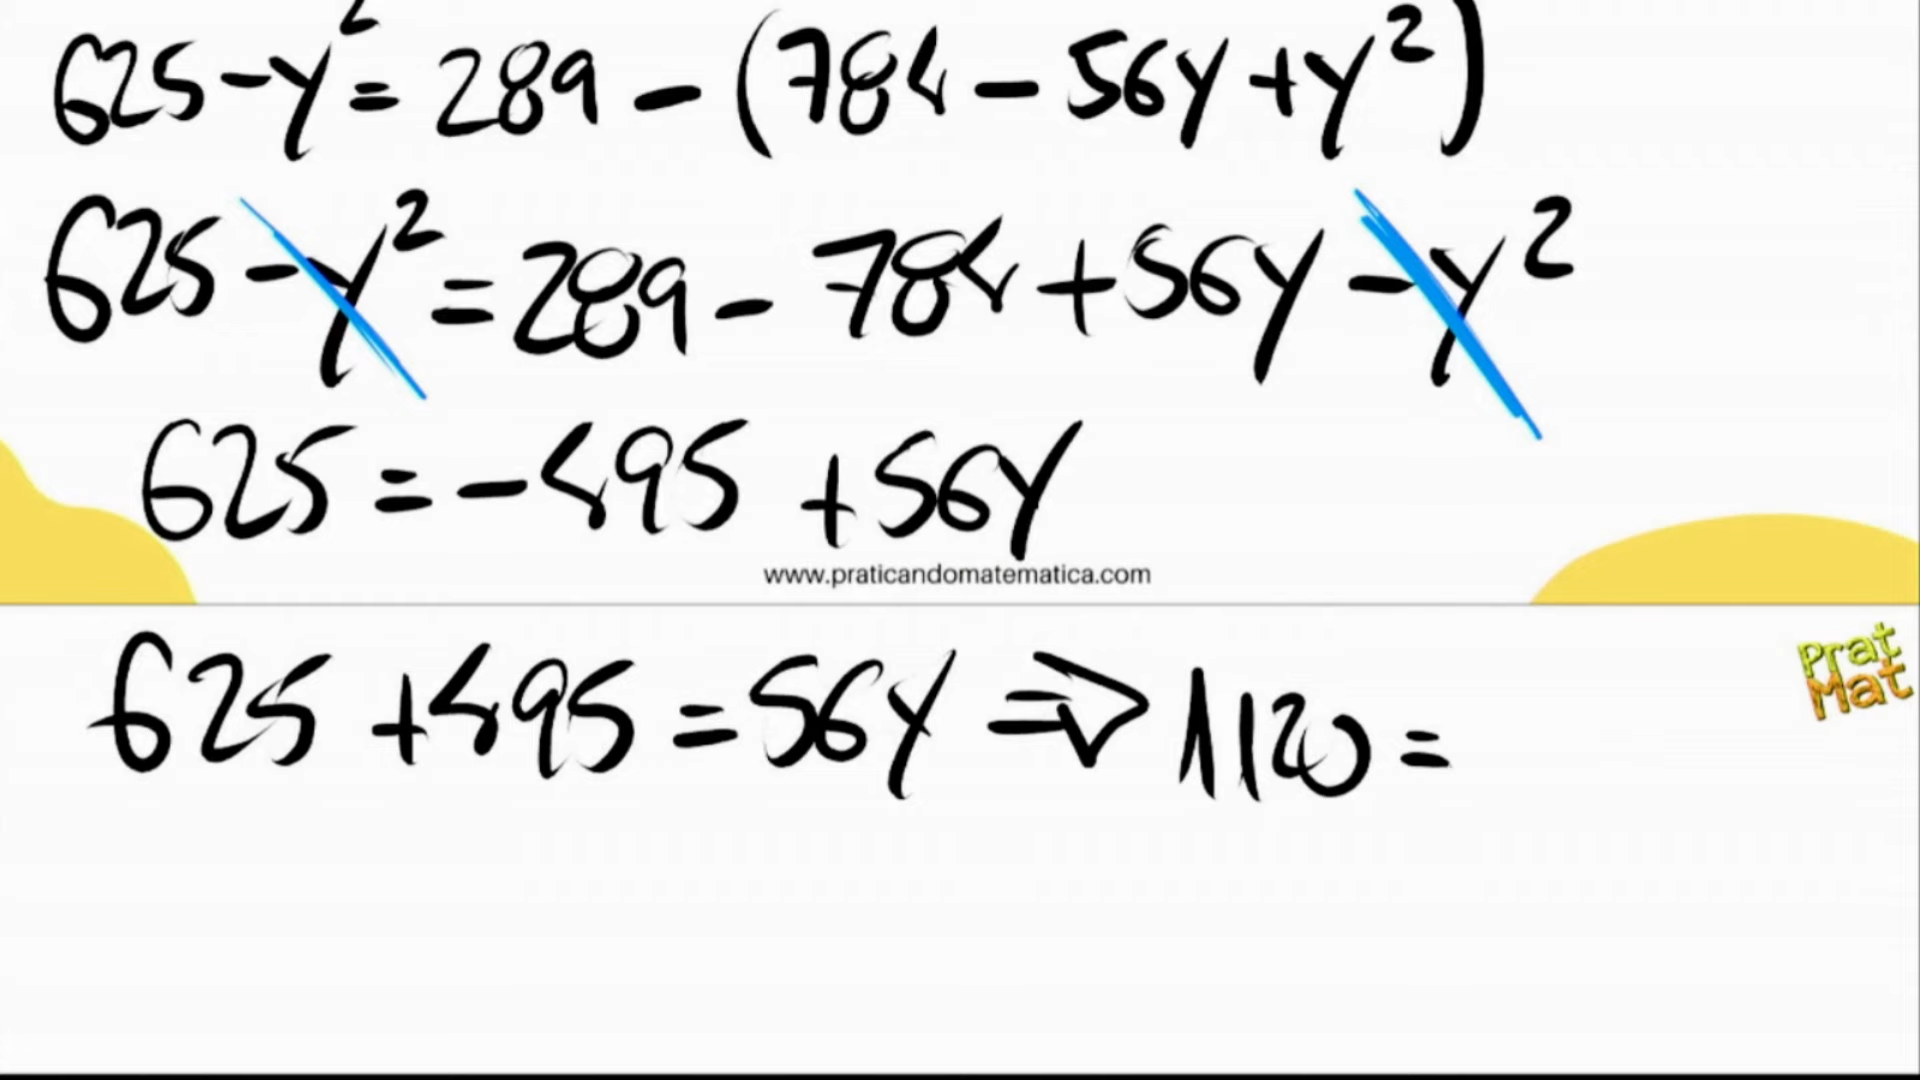 625-y² = 289 - (784 - 56y + y²)
625 - y² = 289 - 784 + 56y - y²
625 = -495 + 56y
www.praticandomatematica.com
625 + 495 = 56y ⇒ 1120 =
Prat
Mat